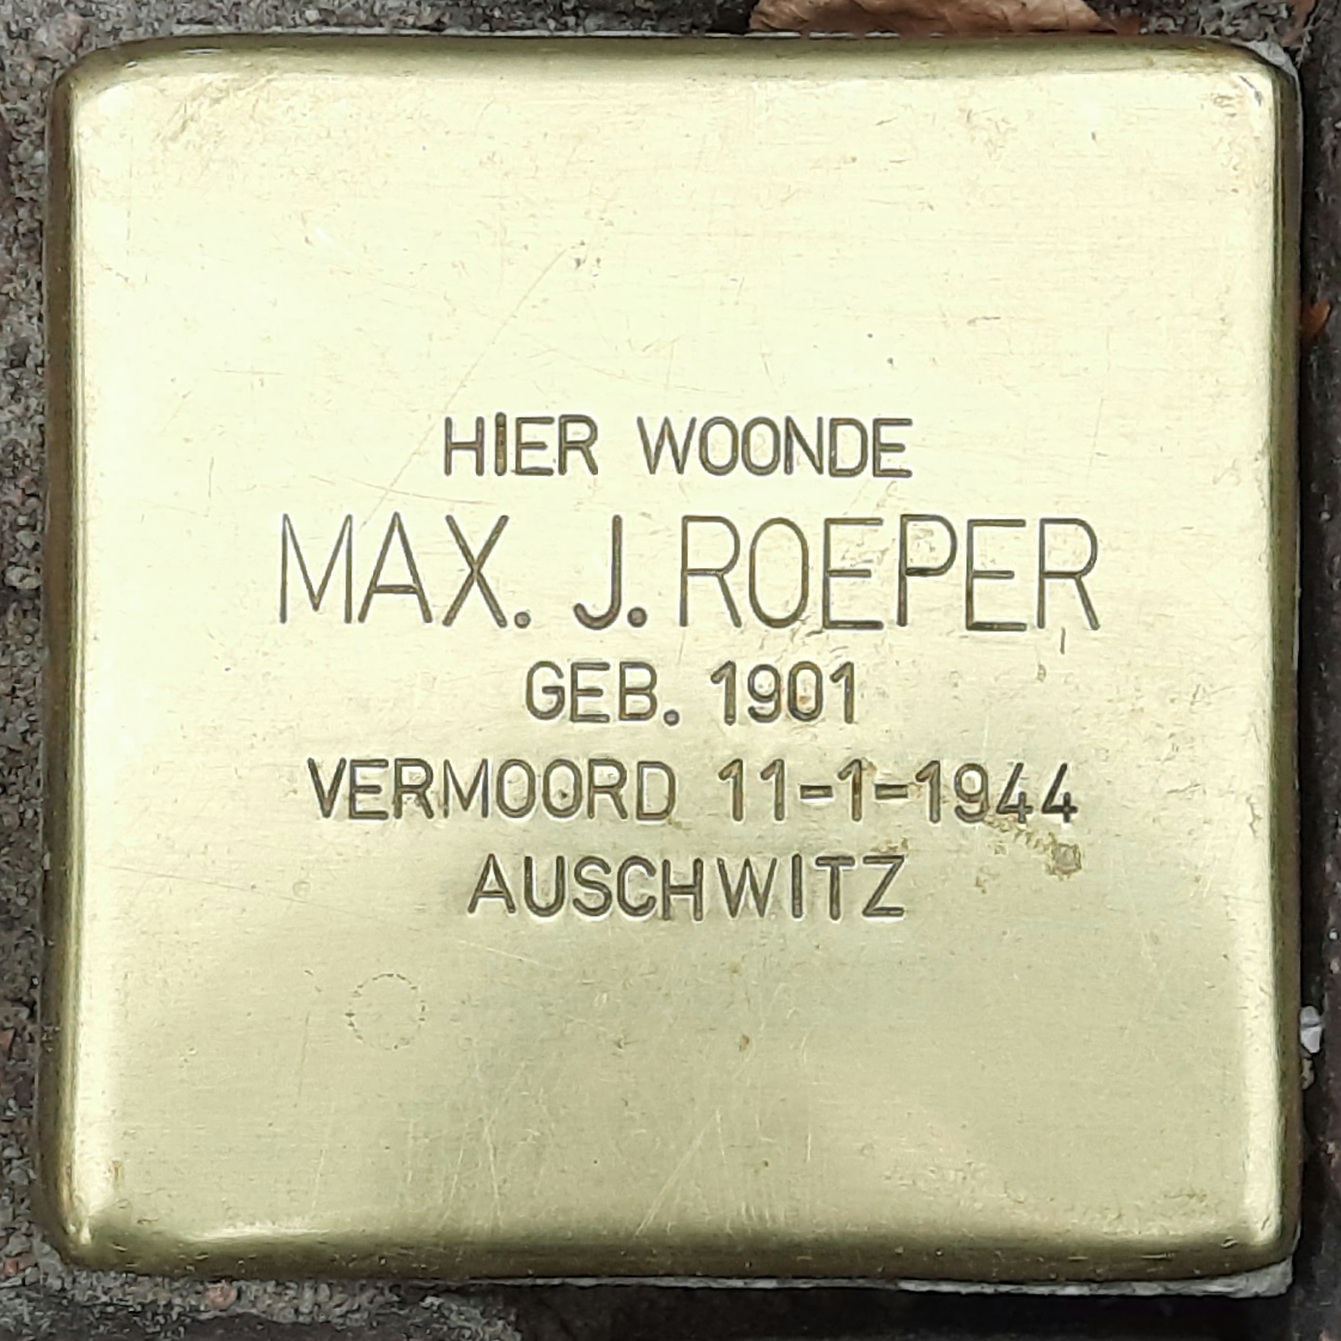 HIER WOONDE
MAX. J. ROEPER
GEB. 1901
VERMOORD 11-1-1944
AUSCHWITZ